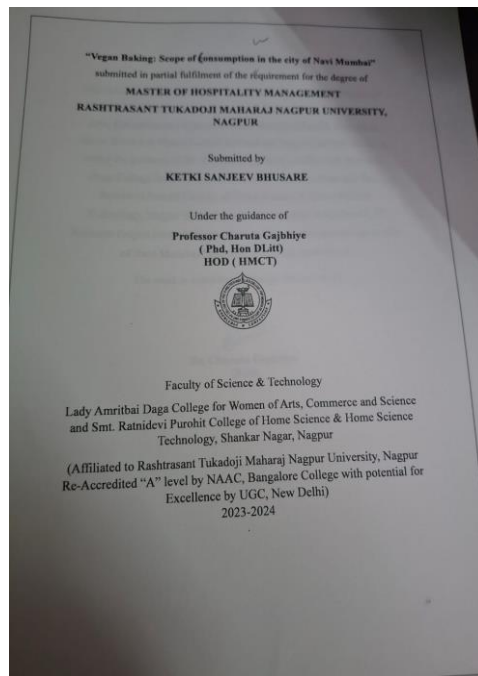 "Vegan Baking: Scope of Consumption in the city of Navi Mumbai"
submitted in partial fulfilment of the requirement for the degree of
MASTER OF HOSPITALITY MANAGEMENT
RASHTRASANT TUKADOJI MAHARAJ NAGPUR UNIVERSITY,
NAGPUR
Submitted by
KETKI SANJEEV BHUSARE
Under the guidance of
Professor Charuta Gajbhiye
( Phd, Hon DLitt)
HOD ( HMCT)
Faculty of Science & Technology
Lady Amritbai Daga College for Women of Arts, Commerce and Science
and Smt. Ratnidevi Purohit College of Home Science & Home Science
Technology, Shankar Nagar, Nagpur
(Affiliated to Rashtrasant Tukadoji Maharaj Nagpur University, Nagpur
Re-Accredited "A" level by NAAC, Bangalore College with potential for
Excellence by UGC, New Delhi)
2023-2024